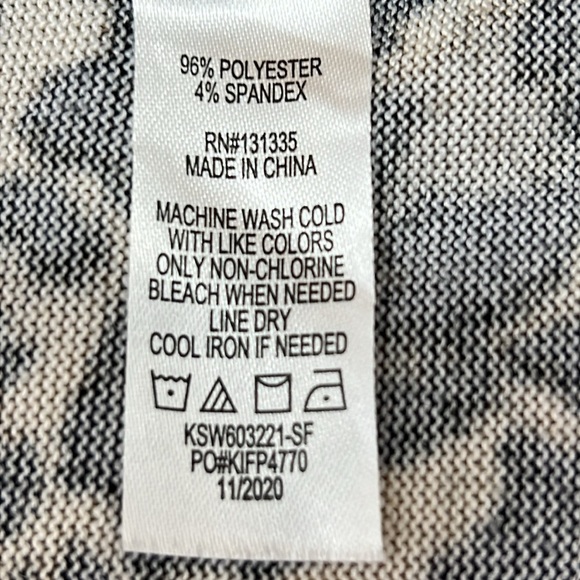 96% POLYESTER
4% SPANDEX
RN#131335
MADE IN CHINA
MACHINE WASH COLD
WITH LIKE COLORS
ONLY NON-CHLORINE
BLEACH WHEN NEEDED
LINE DRY
COOL IRON IF NEEDED
KSW603221-SF
PO#KIFP4770
11/2020